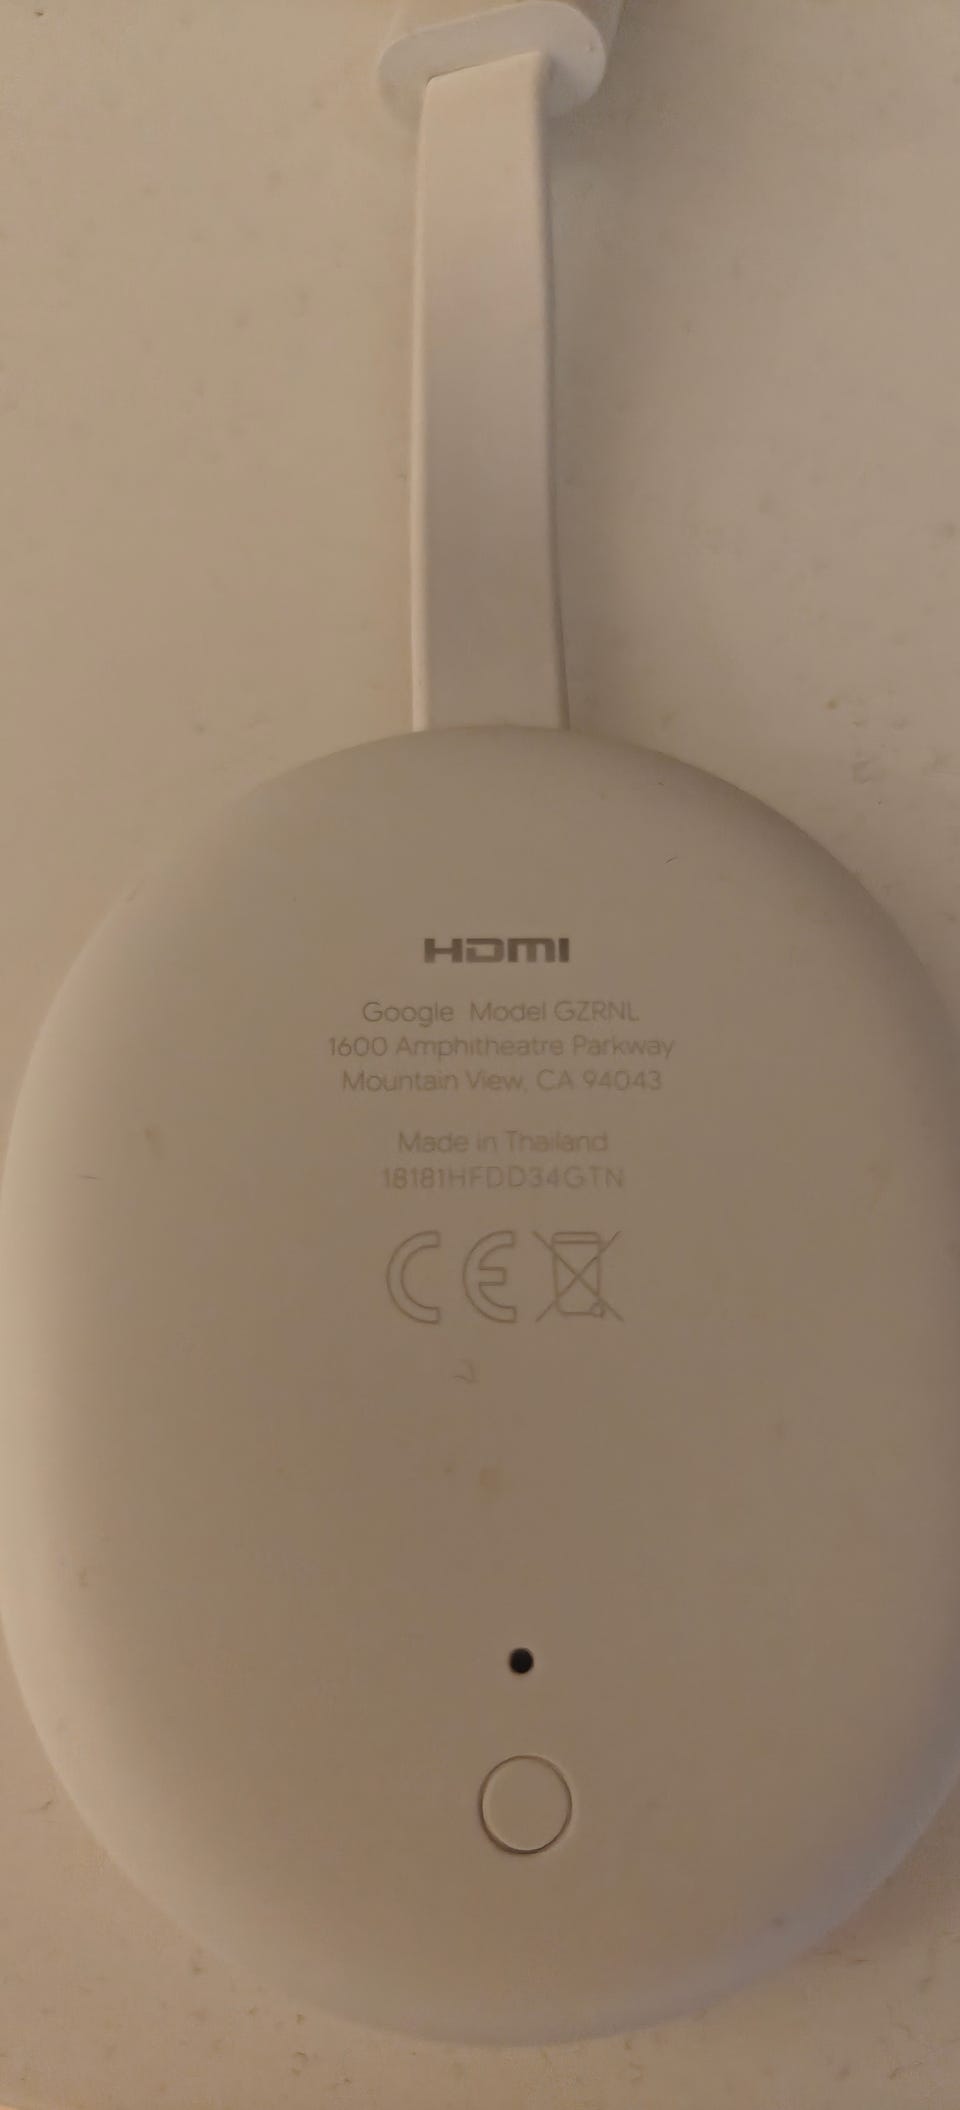 HDMI
Google Model GZRNL
1600 Amphitheatre Parkway
Mountain View, CA 94043
Made in Thailand
18181HFDD34GTN
CE